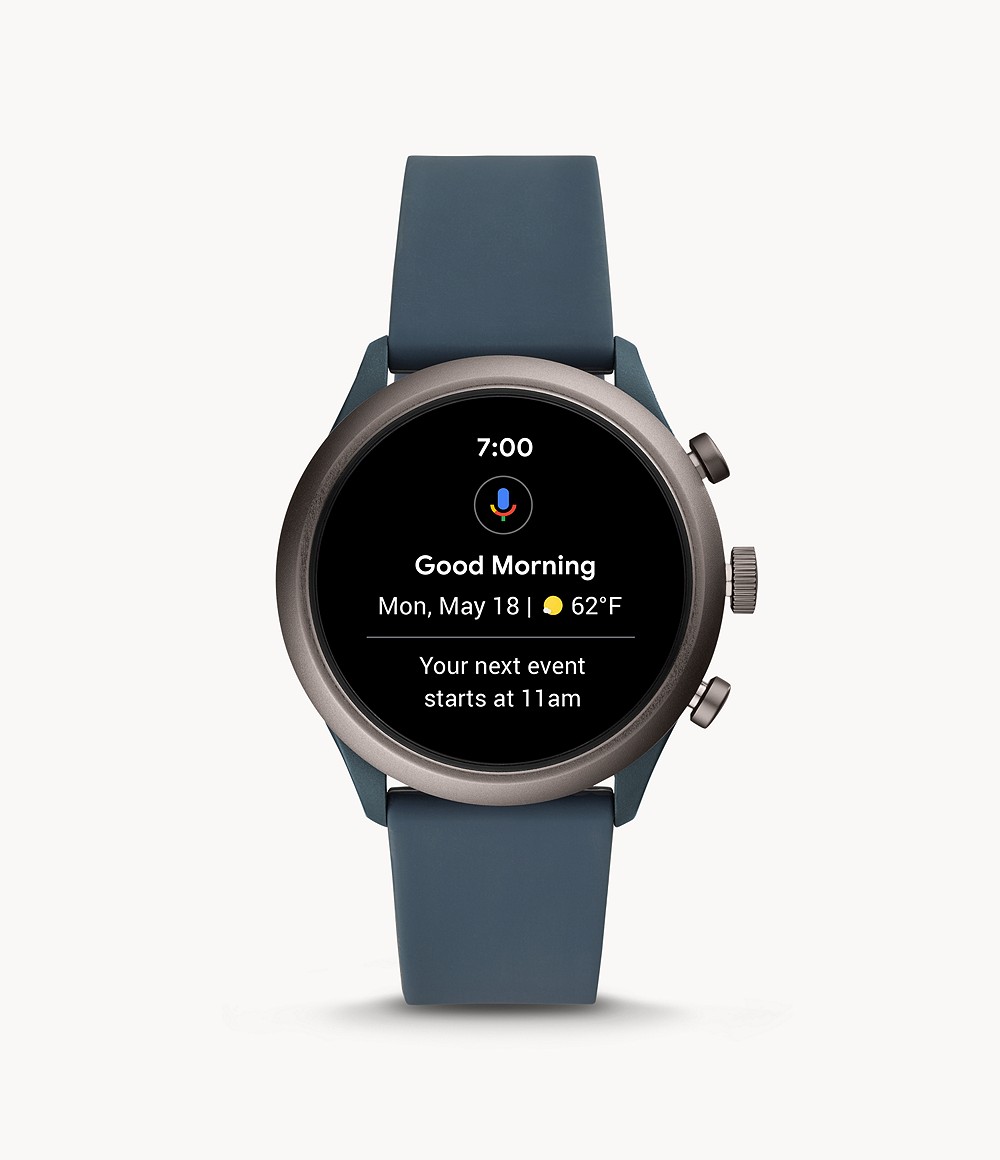 7:00
Good Morning
Mon, May 18 | 62°F
Your next event
starts at 11am